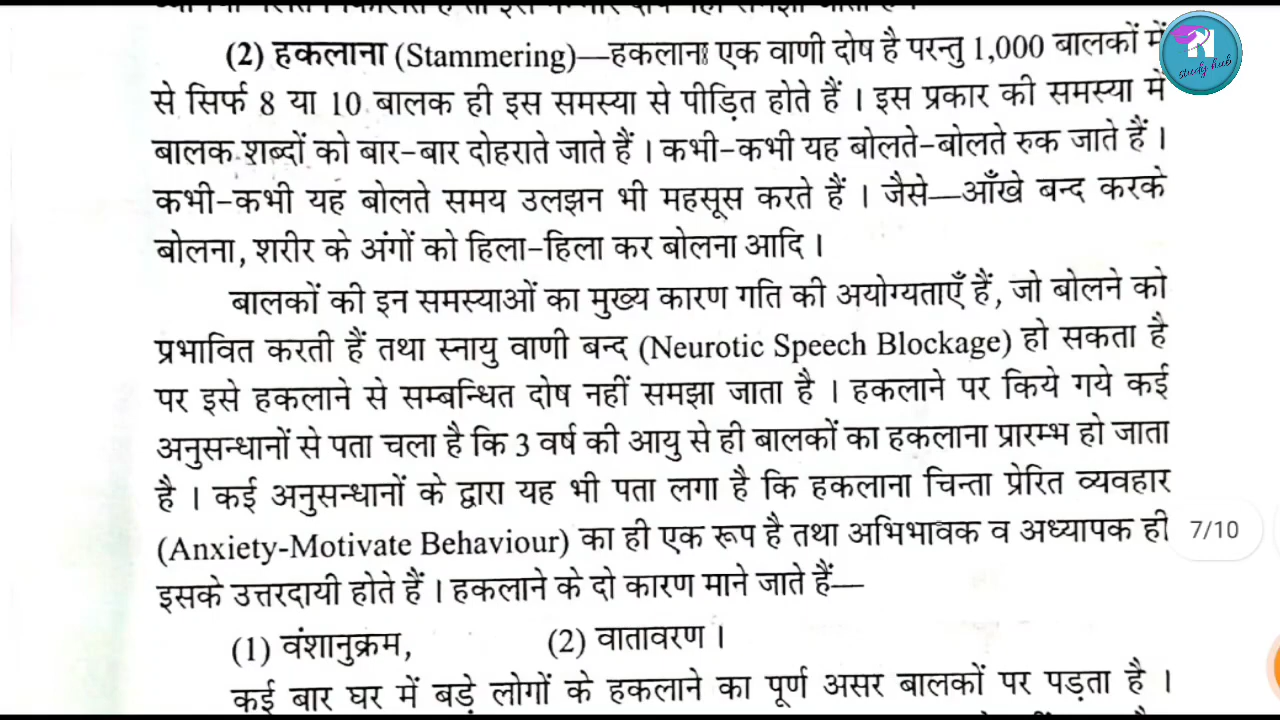 (2) हकलाना (Stammering)—हकलाना एक वाणी दोष है परन्तु 1,000 बालकों में
से सिर्फ 8 या 10 बालक ही इस समस्या से पीड़ित होते हैं । इस प्रकार की समस्या में
बालक शब्दों को बार-बार दोहराते जाते हैं । कभी-कभी यह बोलते-बोलते रुक जाते हैं ।
कभी-कभी यह बोलते समय उलझन भी महसूस करते हैं । जैसे—आँखे बन्द करके
बोलना, शरीर के अंगों को हिला-हिला कर बोलना आदि ।
बालकों की इन समस्याओं का मुख्य कारण गति की अयोग्यताएँ हैं, जो बोलने को
प्रभावित करती हैं तथा स्नायु वाणी बन्द (Neurotic Speech Blockage) हो सकता है
पर इसे हकलाने से सम्बन्धित दोष नहीं समझा जाता है । हकलाने पर किये गये कई
अनुसन्धानों से पता चला है कि 3 वर्ष की आयु से ही बालकों का हकलाना प्रारम्भ हो जाता
है । कई अनुसन्धानों के द्वारा यह भी पता लगा है कि हकलाना चिन्ता प्रेरित व्यवहार
(Anxiety-Motivate Behaviour) का ही एक रूप है तथा अभिभावक व अध्यापक ही
इसके उत्तरदायी होते हैं । हकलाने के दो कारण माने जाते हैं—
(1) वंशानुक्रम, (2) वातावरण ।
कई बार घर में बड़े लोगों के हकलाने का पूर्ण असर बालकों पर पड़ता है ।
study hub
7/10